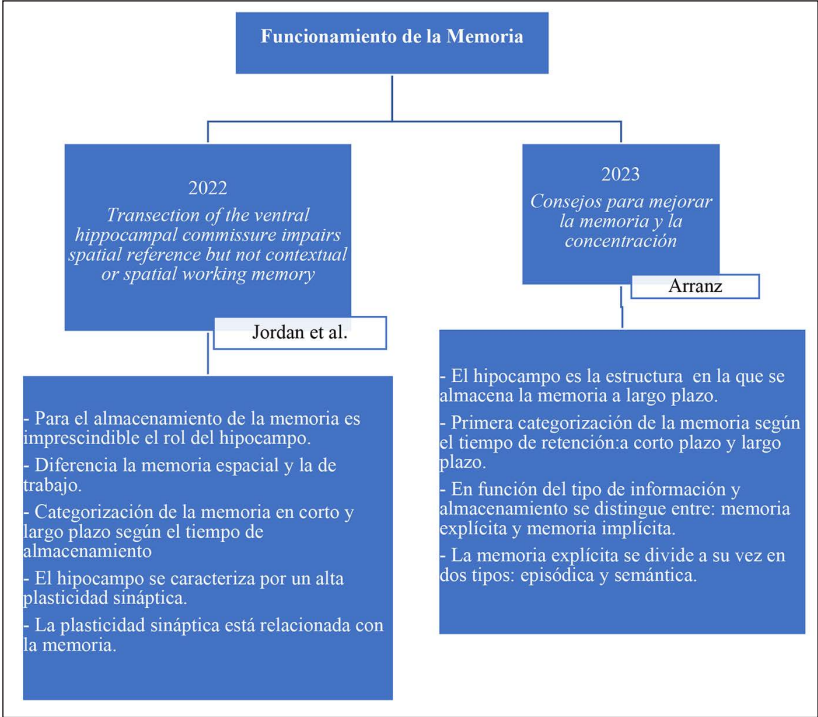 Funcionamiento de la Memoria
2022
Transection of the ventral
hippocampal commissure impairs
spatial reference but not contextual
or spatial working memory
Jordan et al.
- Para el almacenamiento de la memoria es
imprescindible el rol del hipocampo.
- Diferencia la memoria espacial y la de
trabajo.
- Categorización de la memoria en corto y
largo plazo según el tiempo de
almacenamiento
- El hipocampo se caracteriza por un alta
plasticidad sináptica.
- La plasticidad sináptica está relacionada con
la memoria.
2023
Consejos para mejorar
la memoria y la
concentración
Arranz
- El hipocampo es la estructura en la que se
almacena la memoria a largo plazo.
- Primera categorización de la memoria según
el tiempo de retención:a corto plazo y largo
plazo.
- En función del tipo de información y
almacenamiento se distingue entre: memoria
explícita y memoria implícita.
- La memoria explícita se divide a su vez en
dos tipos: episódica y semántica.